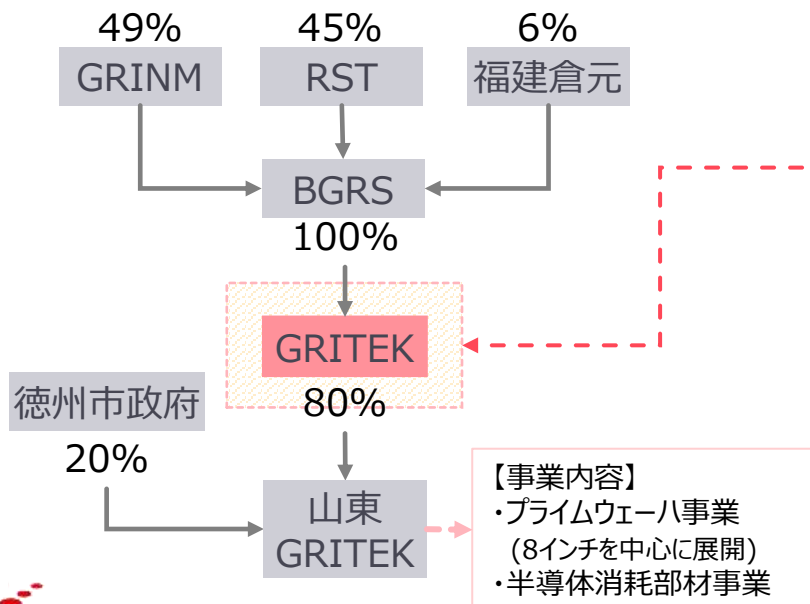 49% 45% 6%
GRINM RST 福建倉元
BGRS
100%
GRITEK
80%
徳州市政府
20%
山東
GRITEK
【事業内容】
・プライムウェーハ事業
(8インチを中心に展開)
・半導体消耗部材事業